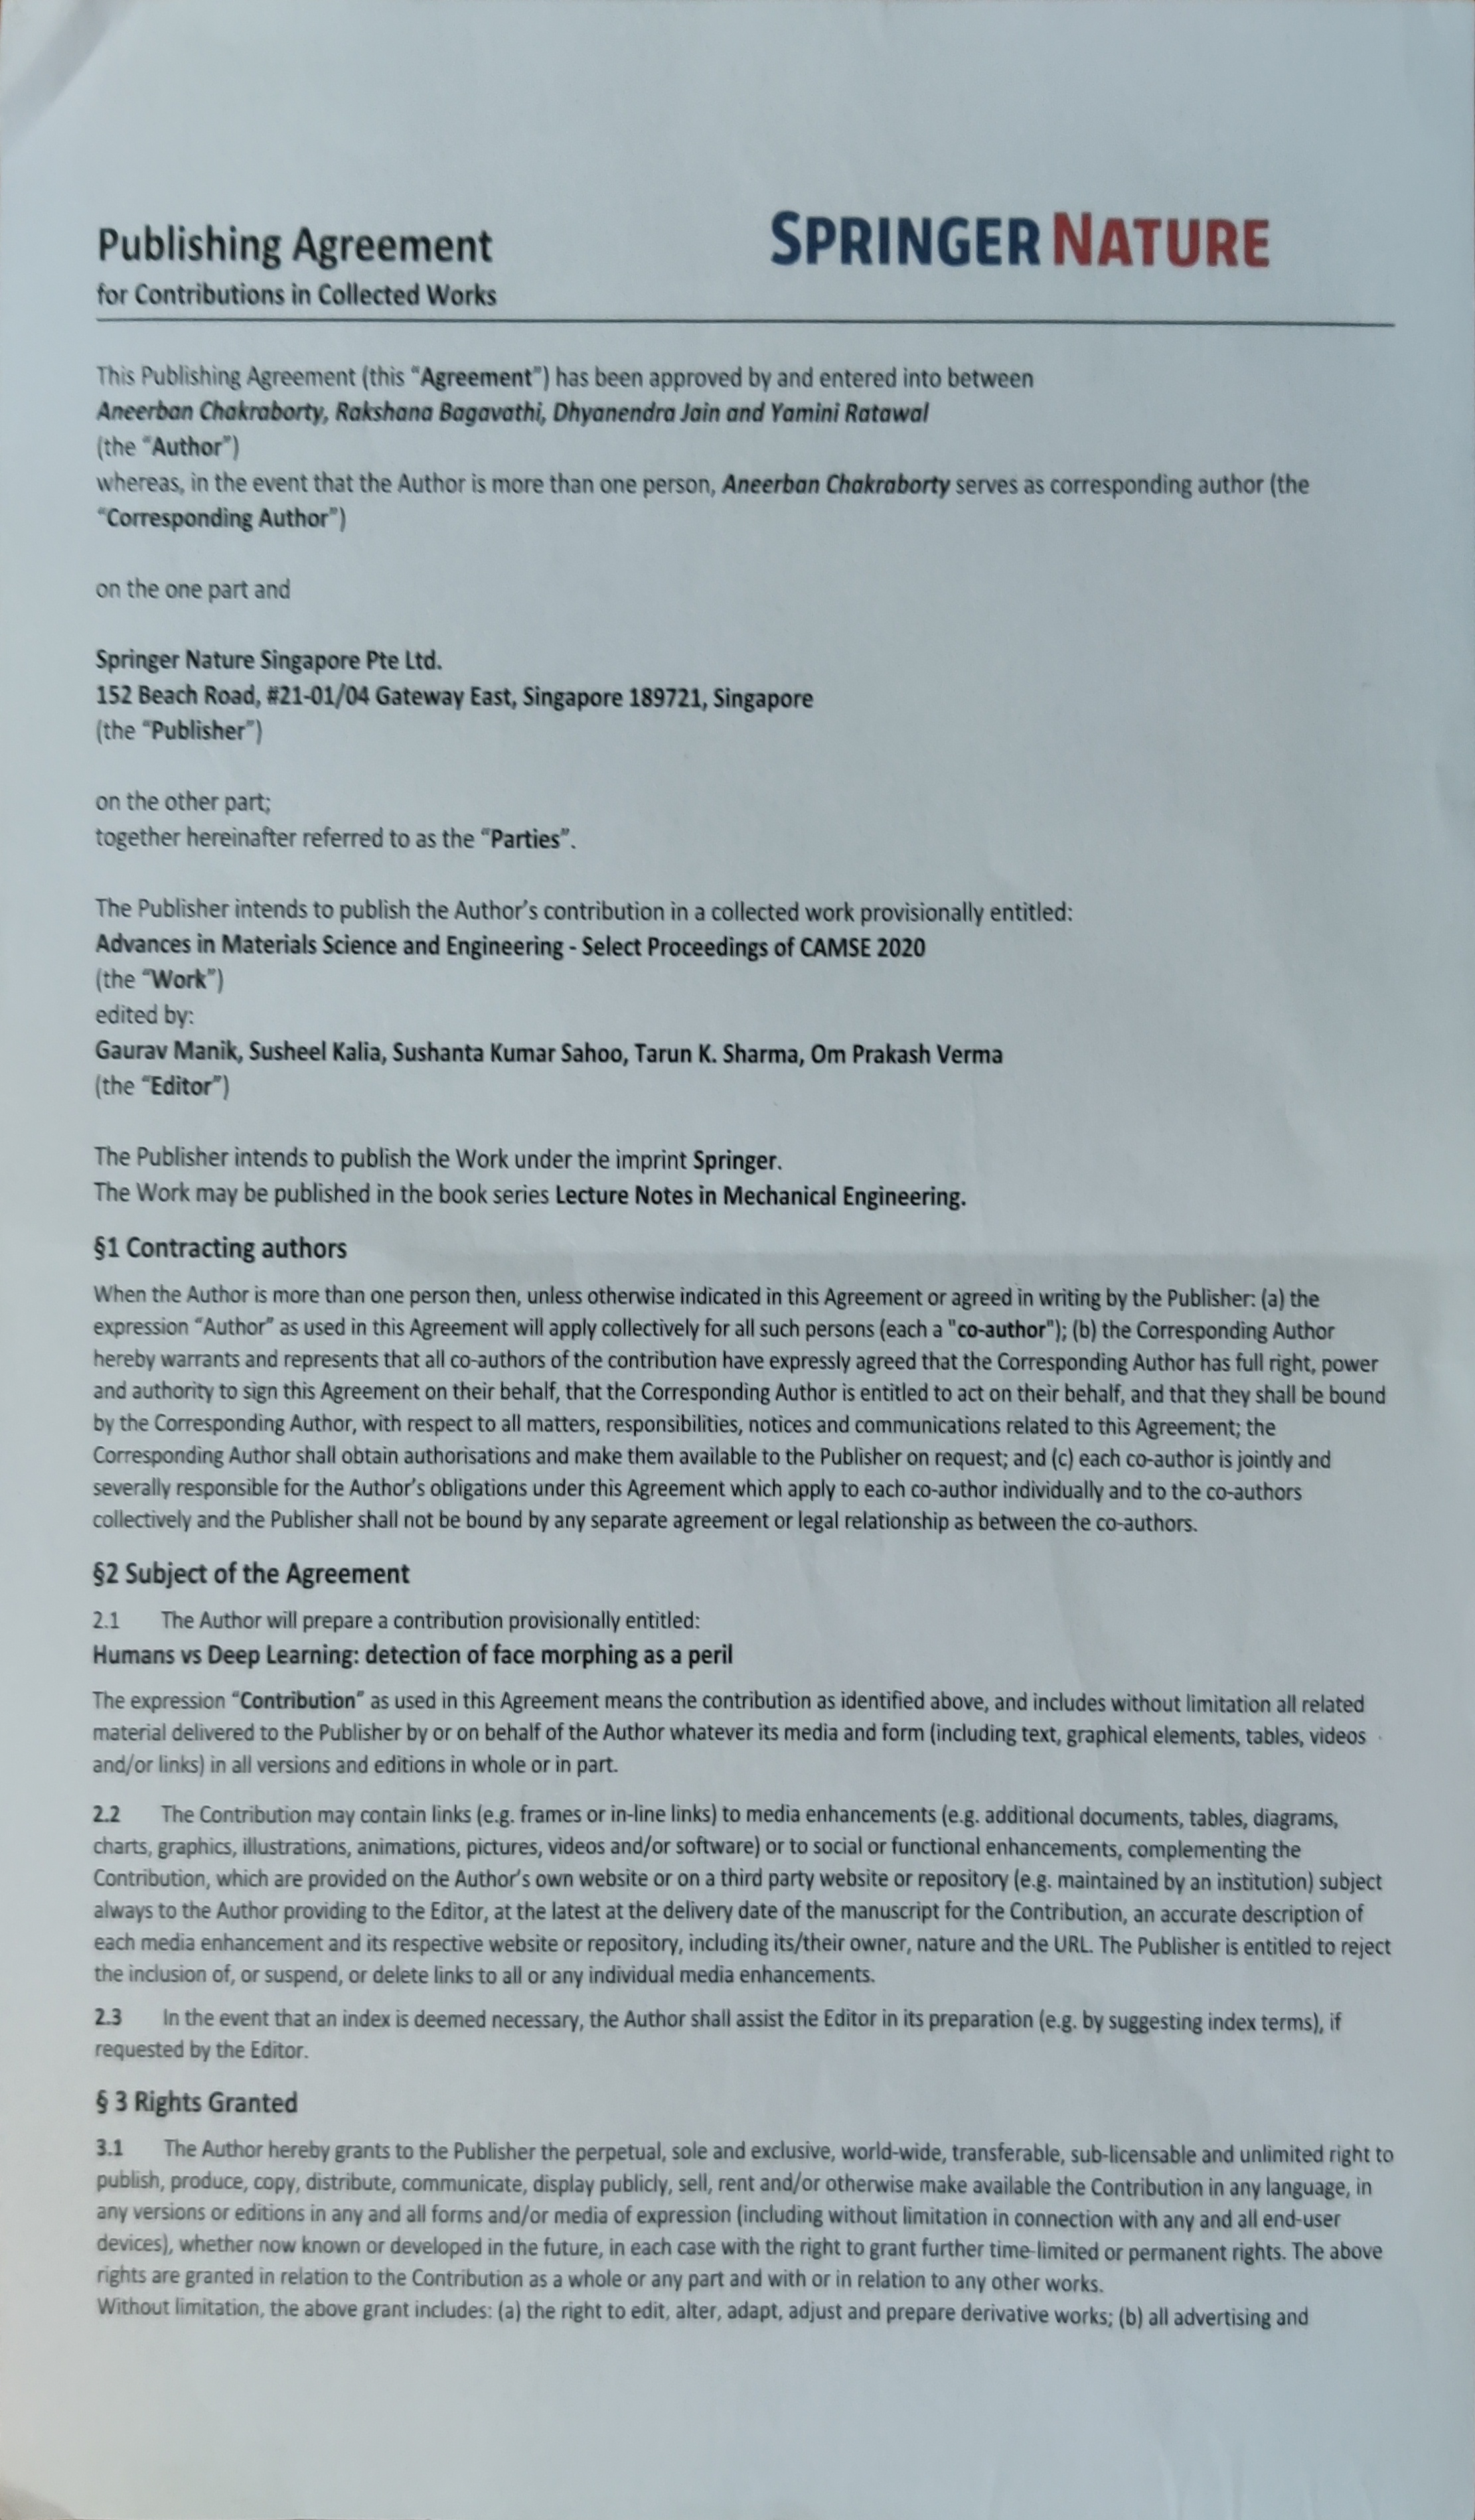 Publishing Agreement
SPRINGER NATURE
for Contributions in Collected Works
This Publishing Agreement (this “Agreement”) has been approved by and entered into between
Aneerban Chakraborty, Rakshana Bagavathi, Dhyanendra Jain and Yamini Ratawal
(the “Author”)
whereas, in the event that the Author is more than one person, Aneerban Chakraborty serves as corresponding author (the
“Corresponding Author”)
on the one part and
Springer Nature Singapore Pte Ltd.
152 Beach Road, #21-01/04 Gateway East, Singapore 189721, Singapore
(the “Publisher”)
on the other part;
together hereinafter referred to as the “Parties”.
The Publisher intends to publish the Author’s contribution in a collected work provisionally entitled:
Advances in Materials Science and Engineering - Select Proceedings of CAMSE 2020
(the “Work”)
edited by:
Gaurav Manik, Susheel Kalia, Sushanta Kumar Sahoo, Tarun K. Sharma, Om Prakash Verma
(the “Editor”)
The Publisher intends to publish the Work under the imprint Springer.
The Work may be published in the book series Lecture Notes in Mechanical Engineering.
§1 Contracting authors
When the Author is more than one person then, unless otherwise indicated in this Agreement or agreed in writing by the Publisher: (a) the
expression “Author” as used in this Agreement will apply collectively for all such persons (each a "co-author"); (b) the Corresponding Author
hereby warrants and represents that all co-authors of the contribution have expressly agreed that the Corresponding Author has full right, power
and authority to sign this Agreement on their behalf, that the Corresponding Author is entitled to act on their behalf, and that they shall be bound
by the Corresponding Author, with respect to all matters, responsibilities, notices and communications related to this Agreement; the
Corresponding Author shall obtain authorisations and make them available to the Publisher on request; and (c) each co-author is jointly and
severally responsible for the Author’s obligations under this Agreement which apply to each co-author individually and to the co-authors
collectively and the Publisher shall not be bound by any separate agreement or legal relationship as between the co-authors.
§2 Subject of the Agreement
2.1 The Author will prepare a contribution provisionally entitled:
Humans vs Deep Learning: detection of face morphing as a peril
The expression “Contribution” as used in this Agreement means the contribution as identified above, and includes without limitation all related
material delivered to the Publisher by or on behalf of the Author whatever its media and form (including text, graphical elements, tables, videos
and/or links) in all versions and editions in whole or in part.
2.2 The Contribution may contain links (e.g. frames or in-line links) to media enhancements (e.g. additional documents, tables, diagrams,
charts, graphics, illustrations, animations, pictures, videos and/or software) or to social or functional enhancements, complementing the
Contribution, which are provided on the Author’s own website or on a third party website or repository (e.g. maintained by an institution) subject
always to the Author providing to the Editor, at the latest at the delivery date of the manuscript for the Contribution, an accurate description of
each media enhancement and its respective website or repository, including its/their owner, nature and the URL. The Publisher is entitled to reject
the inclusion of, or suspend, or delete links to all or any individual media enhancements.
2.3 In the event that an index is deemed necessary, the Author shall assist the Editor in its preparation (e.g. by suggesting index terms), if
requested by the Editor.
§ 3 Rights Granted
3.1 The Author hereby grants to the Publisher the perpetual, sole and exclusive, world-wide, transferable, sub-licensable and unlimited right to
publish, produce, copy, distribute, communicate, display publicly, sell, rent and/or otherwise make available the Contribution in any language, in
any versions or editions in any and all forms and/or media of expression (including without limitation in connection with any and all end-user
devices), whether now known or developed in the future, in each case with the right to grant further time-limited or permanent rights. The above
rights are granted in relation to the Contribution as a whole or any part and with or in relation to any other works.
Without limitation, the above grant includes: (a) the right to edit, alter, adapt, adjust and prepare derivative works; (b) all advertising and